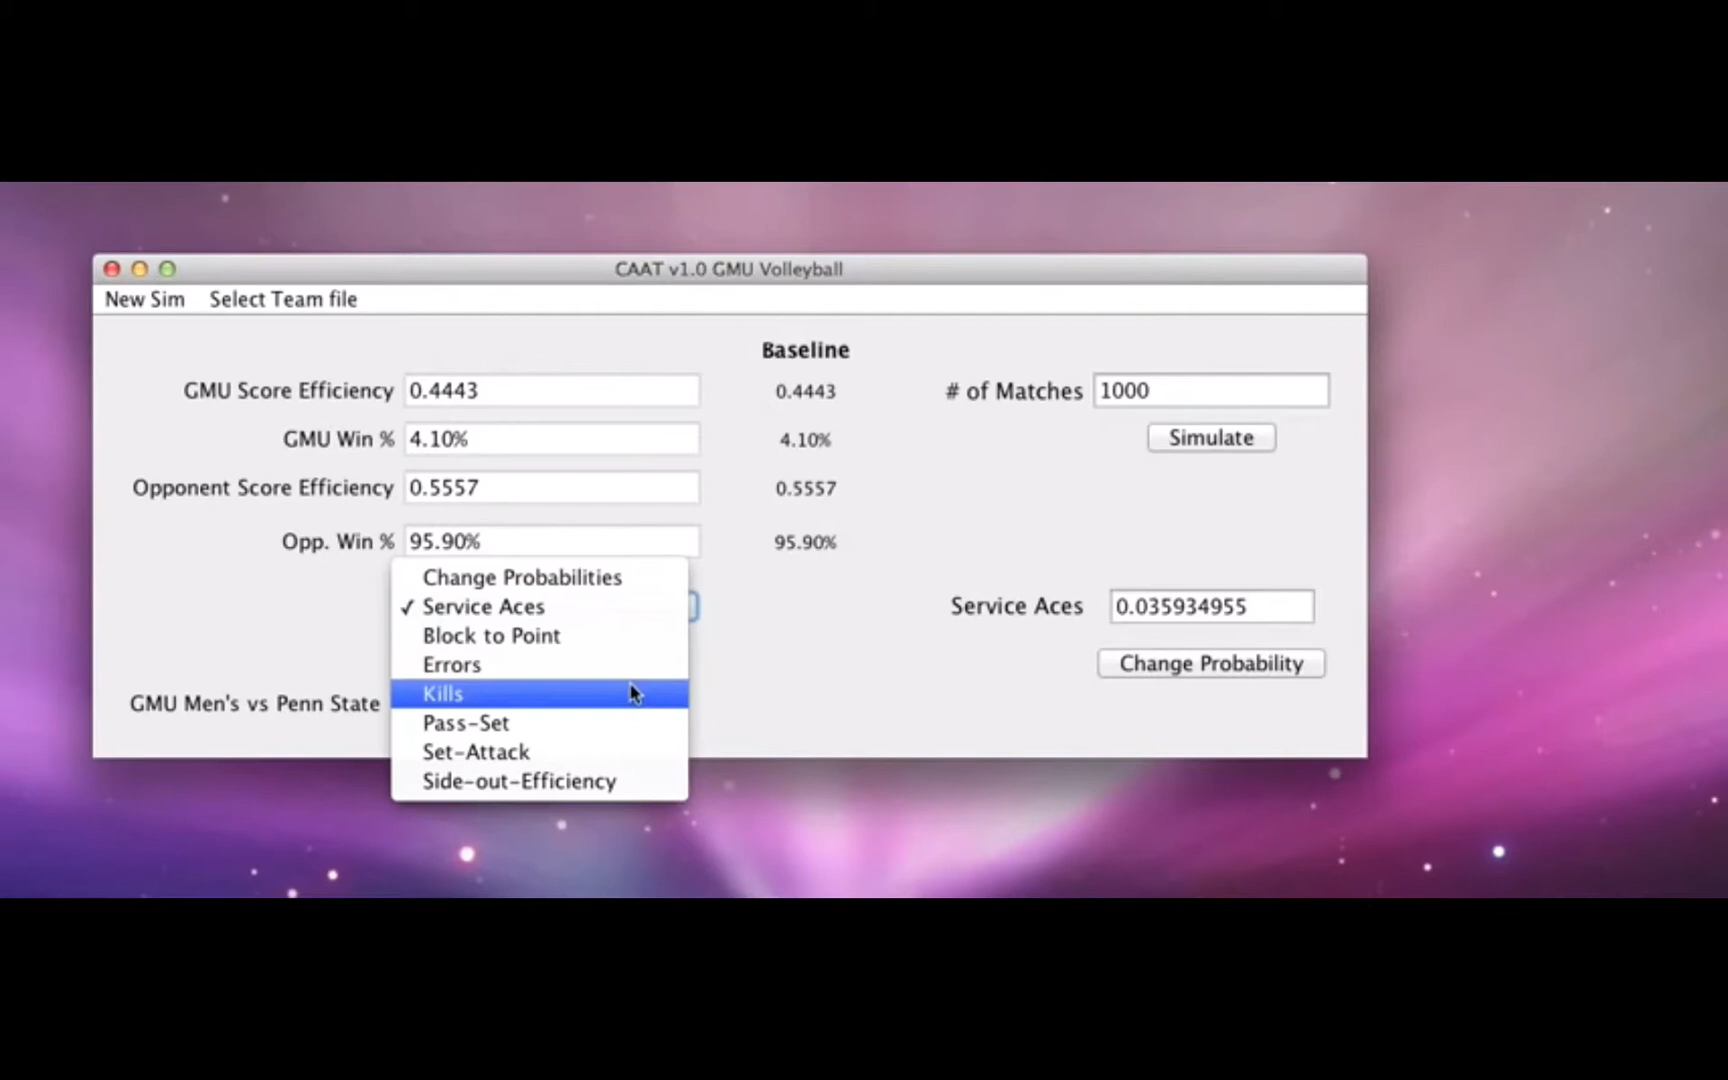 CAAT v1.0 GMU Volleyball
New Sim Select Team file
Baseline
GMU Score Efficiency 0.4443 0.4443 # of Matches 1000
GMU Win % 4.10% 4.10% Simulate
Opponent Score Efficiency 0.5557 0.5557
Opp. Win % 95.90% 95.90%
Change Probabilities
✓ Service Aces Service Aces 0.035934955
Block to Point
Errors Change Probability
Kills
GMU Men's vs Penn State
Pass-Set
Set-Attack
Side-out-Efficiency